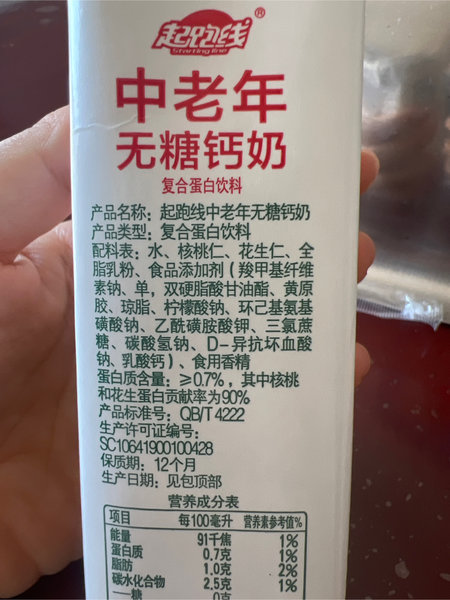 起跑线®
Starting line
中老年
无糖钙奶
复合蛋白饮料
产品名称：起跑线中老年无糖钙奶
产品类型：复合蛋白饮料
配料表：水、核桃仁、花生仁、全
脂乳粉、食品添加剂（羧甲基纤维
素钠、单，双硬脂酸甘油酯、黄原
胶、琼脂、柠檬酸钠、环己基氨基
磺酸钠、乙酰磺胺酸钾、三氯蔗
糖、碳酸氢钠、D-异抗坏血酸
钠、乳酸钙）、食用香精
蛋白质含量：≥0.7%，其中核桃
和花生蛋白贡献率为90%
产品标准号：QB/T 4222
生产许可证编号：
SC10641900100428
保质期：12个月
生产日期：见包顶部
营养成分表
项目 每100毫升 营养素参考值%
能量 91千焦 1%
蛋白质 0.7克 1%
脂肪 1.0克 2%
碳水化合物 2.5克 1%
——糖 0克